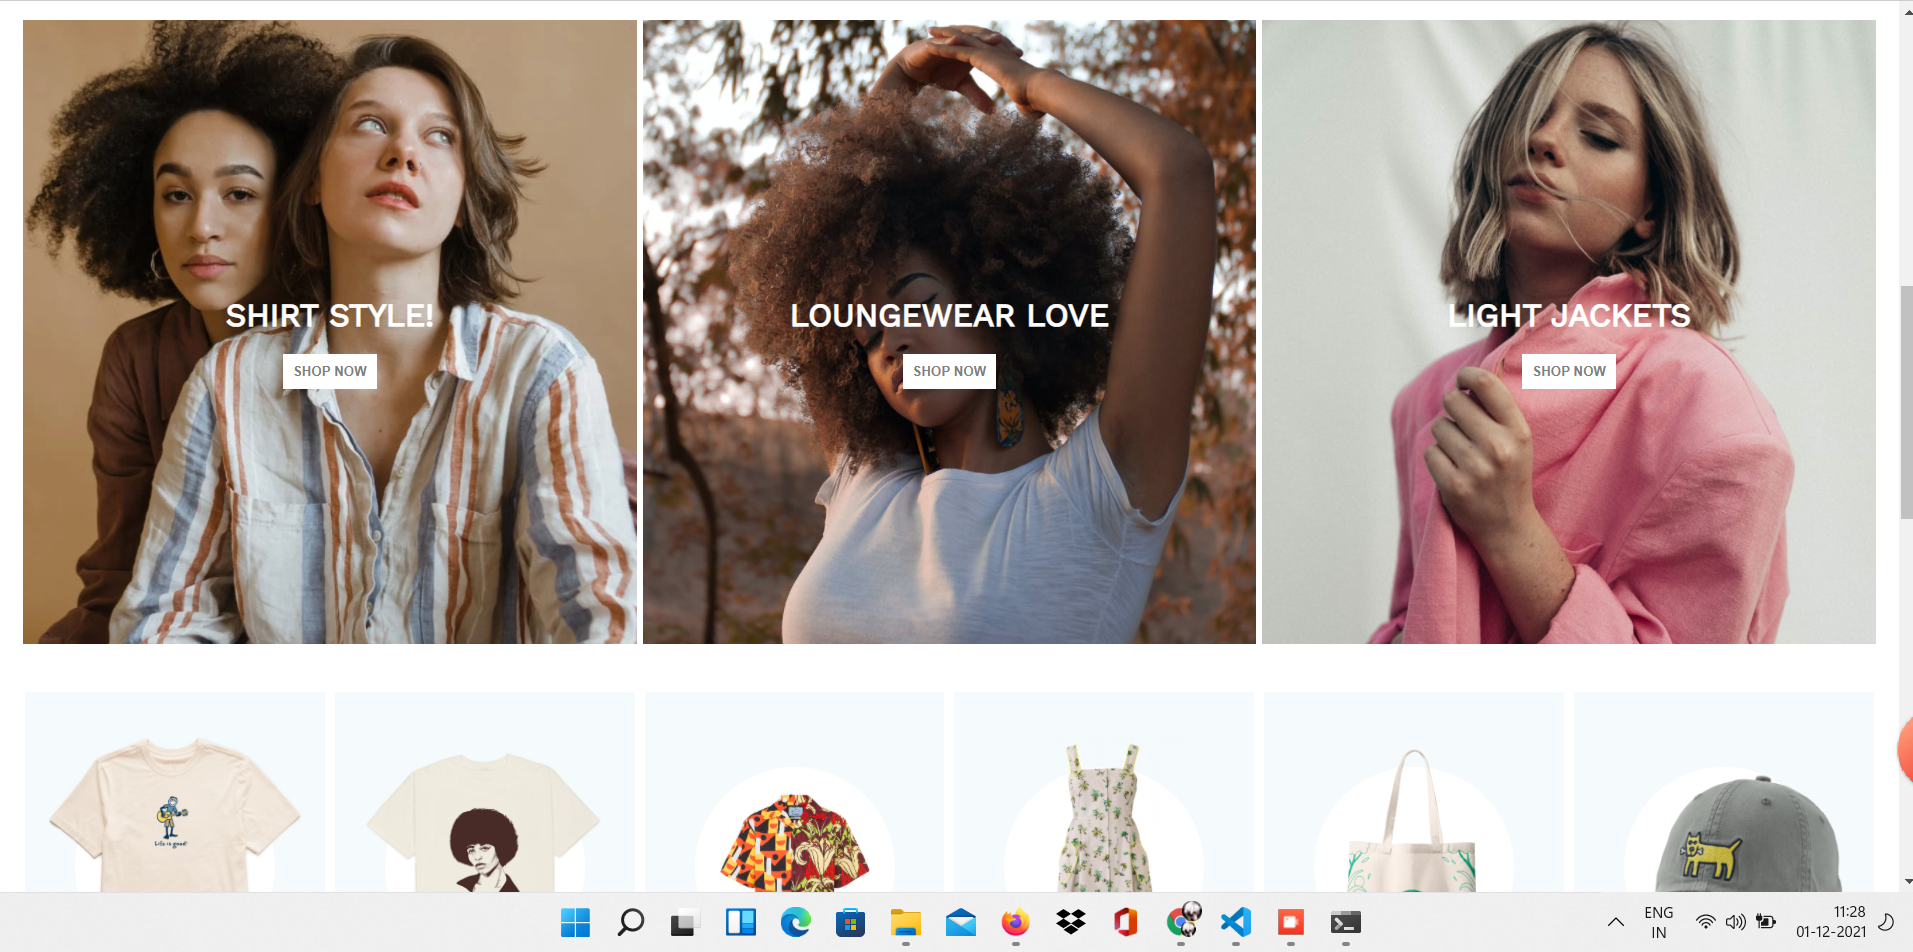 SHIRT STYLE!
SHOP NOW
LOUNGEWEAR LOVE
SHOP NOW
LIGHT JACKETS
SHOP NOW
Life is good
ENG
IN
11:28
01-12-2021